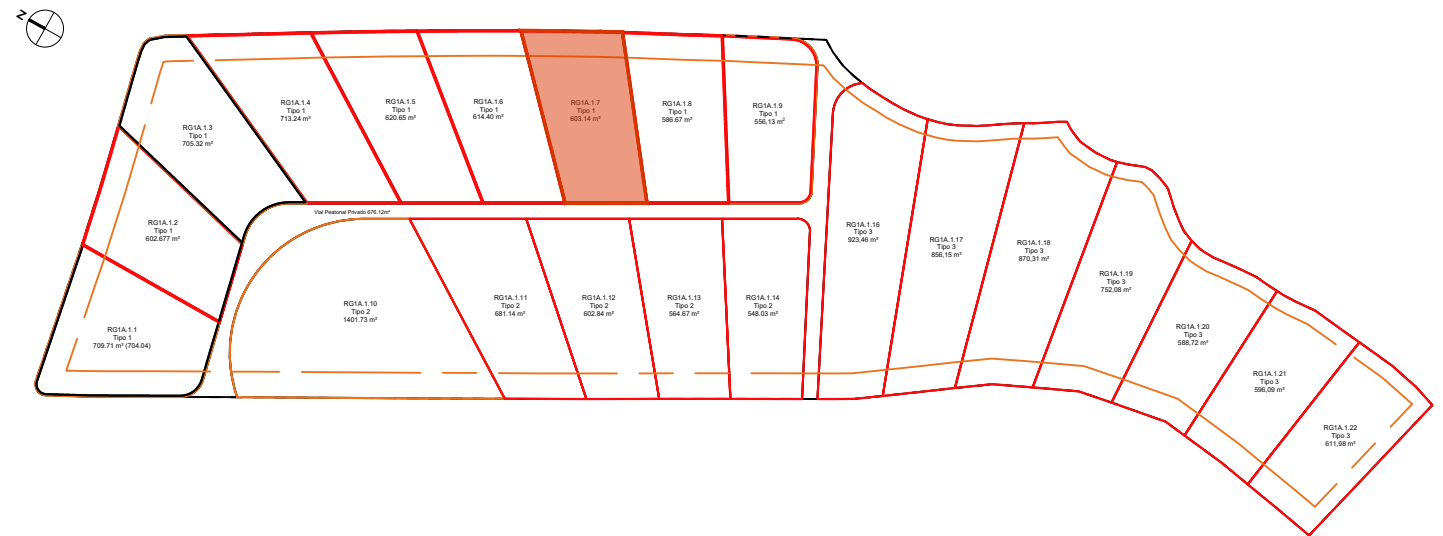 N
RG1A.1.4
Tipo 1
713.24 m²
RG1A.1.5
Tipo 1
620.65 m²
RG1A.1.6
Tipo 1
614.40 m²
RG1A.1.7
Tipo 1
603.14 m²
RG1A.1.8
Tipo 1
586.67 m²
RG1A.1.9
Tipo 1
556,13 m²
RG1A.1.3
Tipo 1
705.32 m²
RG1A.1.2
Tipo 1
602.677 m²
RG1A.1.1
Tipo 1
709.71 m² (704.04)
Vial Peatonal Privado 676.12m²
RG1A.1.10
Tipo 2
1401.73 m²
RG1A.1.11
Tipo 2
681.14 m²
RG1A.1.12
Tipo 2
602.84 m²
RG1A.1.13
Tipo 2
564.67 m²
RG1A.1.14
Tipo 2
548.03 m²
RG1A.1.16
Tipo 3
923,46 m²
RG1A.1.17
Tipo 3
856,15 m²
RG1A.1.18
Tipo 3
870,31 m²
RG1A.1.19
Tipo 3
752,08 m²
RG1A.1.20
Tipo 3
588,72 m²
RG1A.1.21
Tipo 3
596,09 m²
RG1A.1.22
Tipo 3
611,98 m²